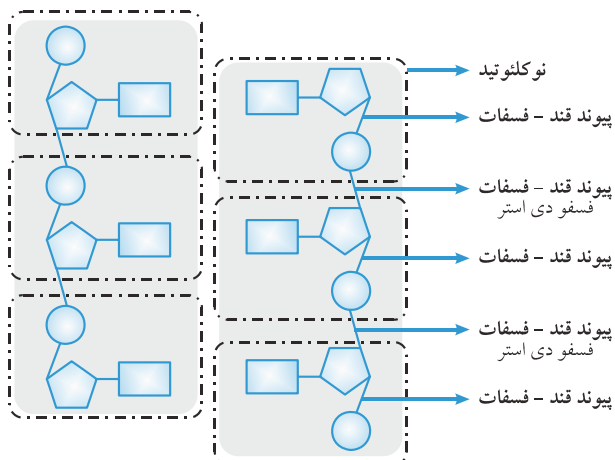 نوکلئوتید
پیوند قند - فسفات
پیوند قند - فسفات
فسفو دی استر
پیوند قند - فسفات
پیوند قند - فسفات
فسفو دی استر
پیوند قند - فسفات